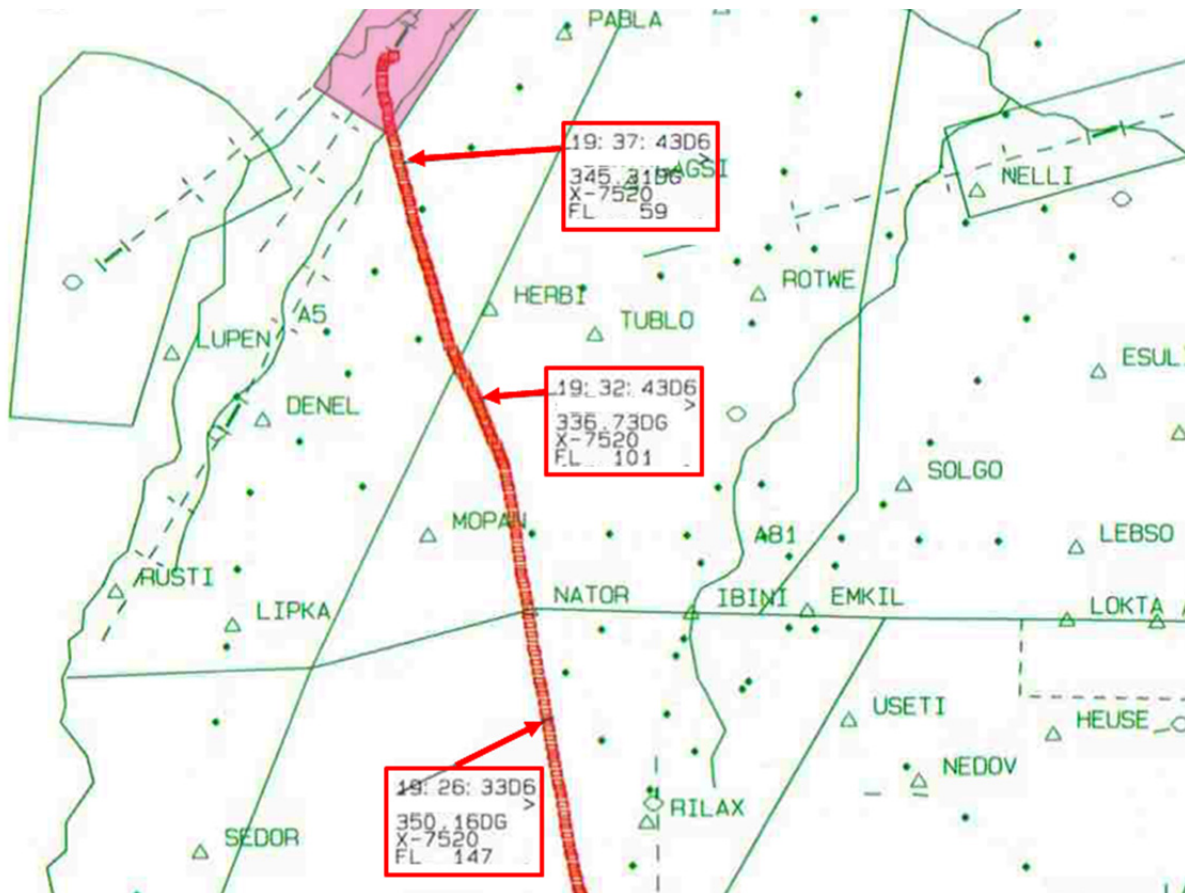 PABLA
19: 37: 43D6
>
345.31DG
X-7520
FL 59
AGSI
NELLI
HERBI
ROTWE
A5
TUBLO
LUPEN
ESULI
19: 32: 43D6
>
336.73DG
X-7520
FL 101
DENEL
SOLGO
MOPAN
A81
LEBSO
RUSTI
NATOR
IBINI
EMKIL
LIPKA
LOKTA
USETI
HEUSE
NEDOV
19: 26: 33D6
>
350.16DG
X-7520
FL 147
RILAX
SEDOR